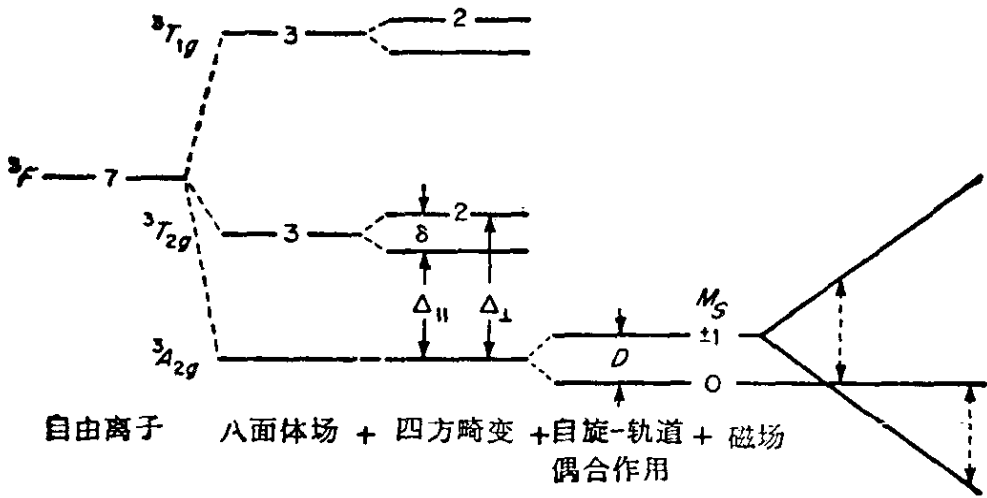 ³T₁g 3 2
³F 7
³T₂g 3 2
δ
Δ∥ Δ⊥
M_S
±1
³A₂g D
0
自由离子 八面体场 + 四方畸变 + 自旋-轨道 + 磁场
偶合作用